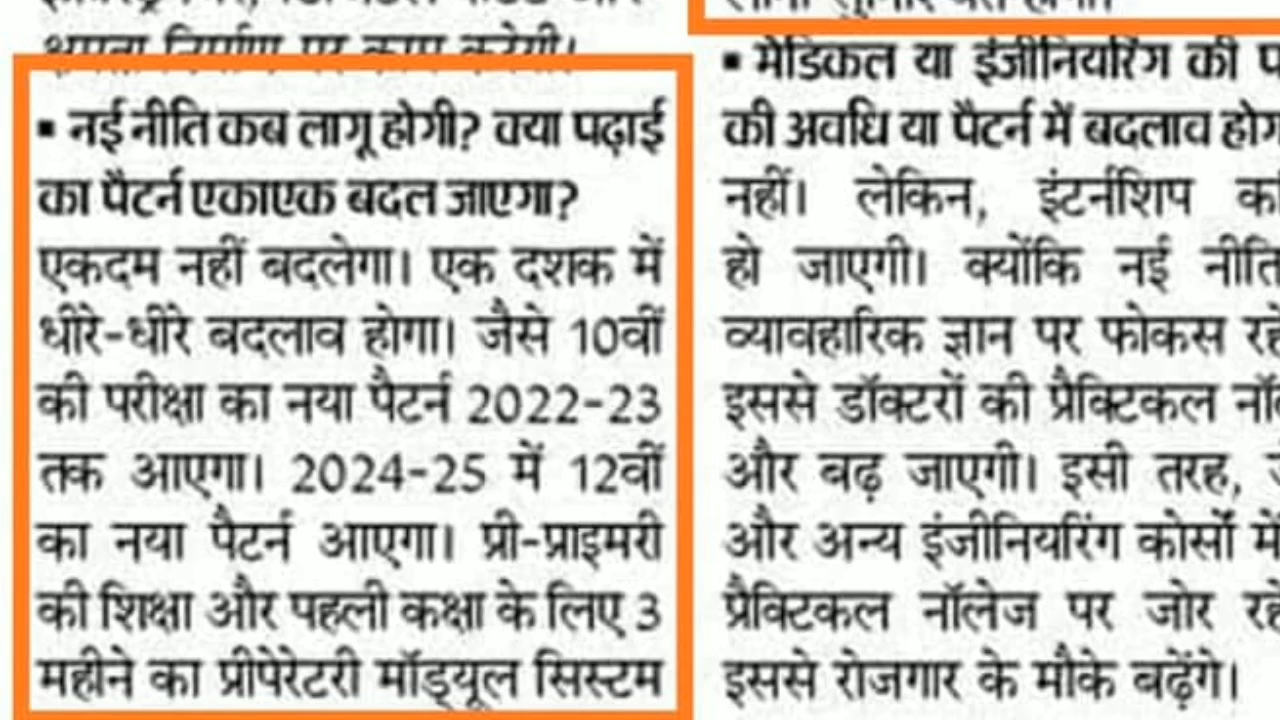 क्षमता निर्माण पर काम करेगी।
▪ नई नीति कब लागू होगी? क्या पढ़ाई
का पैटर्न एकाएक बदल जाएगा?
एकदम नहीं बदलेगा। एक दशक में
धीरे-धीरे बदलाव होगा। जैसे 10वीं
की परीक्षा का नया पैटर्न 2022-23
तक आएगा। 2024-25 में 12वीं
का नया पैटर्न आएगा। प्री-प्राइमरी
की शिक्षा और पहली कक्षा के लिए 3
महीने का प्रीपेरेटरी मॉड्यूल सिस्टम
▪ मेडिकल या इंजीनियरिंग की
की अवधि या पैटर्न में बदलाव
नहीं। लेकिन, इंटर्नशिप
हो जाएगी। क्योंकि नई नीति
व्यावहारिक ज्ञान पर फोकस
इससे डॉक्टरों की प्रैक्टिकल
और बढ़ जाएगी। इसी तरह,
और अन्य इंजीनियरिंग कोर्सों में
प्रैक्टिकल नॉलेज पर जोर
इससे रोजगार के मौके बढ़ेंगे।